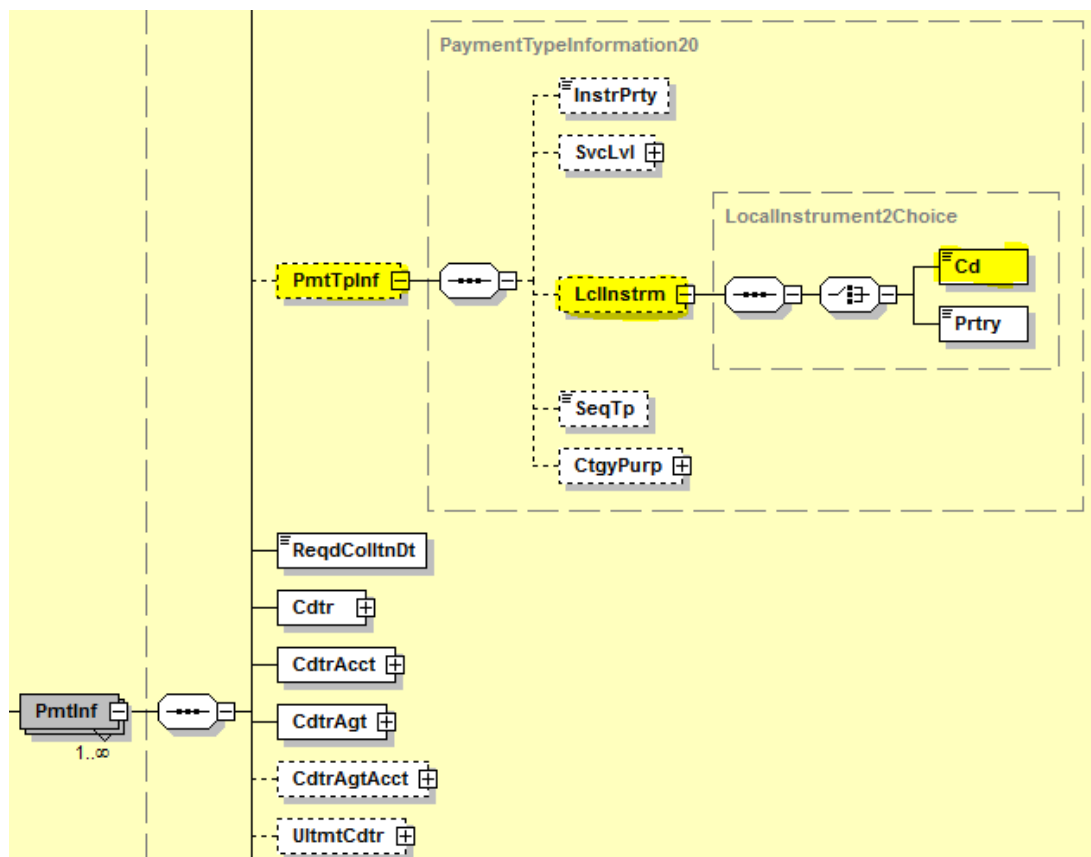 PaymentTypeInformation20
InstrPrty
SvcLvl
LocalInstrument2Choice
PmtTpInf
LclInstrm
Cd
Prtry
SeqTp
CtgyPurp
ReqdColltnDt
Cdtr
CdtrAcct
PmtInf
1..∞
CdtrAgt
CdtrAgtAcct
UltmtCdtr